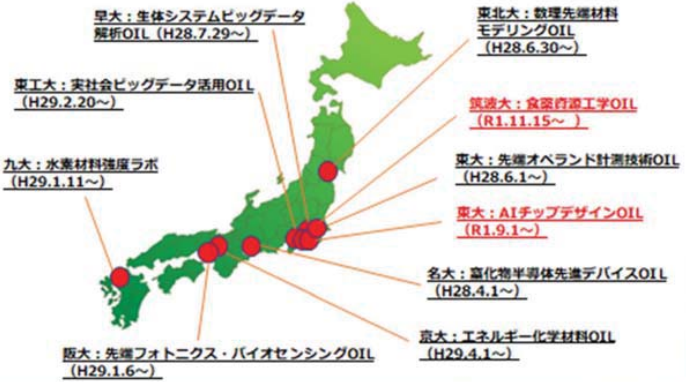 早大：生体システムビッグデータ
解析OIL（H28.7.29～）
東工大：実社会ビッグデータ活用OIL
（H29.2.20～）
九大：水素材料強度ラボ
（H29.1.11～）
阪大：先端フォトニクス・バイオセンシングOIL
（H29.1.6～）
東北大：数理先端材料
モデリングOIL
（H28.6.30～）
筑波大：食薬資源工学OIL
（R1.11.15～ ）
東大：先端オペランド計測技術OIL
（H28.6.1～）
東大：AIチップデザインOIL
（R1.9.1～）
名大：窒化物半導体先進デバイスOIL
（H28.4.1～）
京大：エネルギー化学材料OIL
（H29.4.1～）